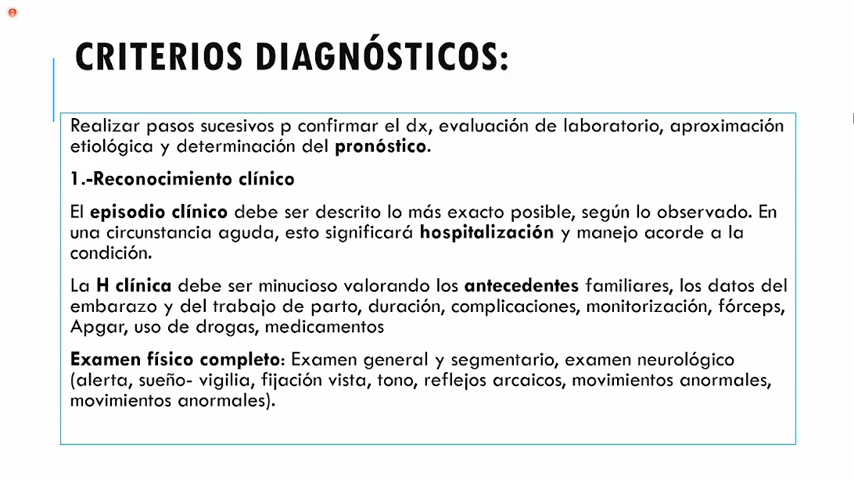 CRITERIOS DIAGNÓSTICOS:
Realizar pasos sucesivos p confirmar el dx, evaluación de laboratorio, aproximación
etiológica y determinación del pronóstico.
1.-Reconocimiento clínico
El episodio clínico debe ser descrito lo más exacto posible, según lo observado. En
una circunstancia aguda, esto significará hospitalización y manejo acorde a la
condición.
La H clínica debe ser minucioso valorando los antecedentes familiares, los datos del
embarazo y del trabajo de parto, duración, complicaciones, monitorización, fórceps,
Apgar, uso de drogas, medicamentos
Examen físico completo: Examen general y segmentario, examen neurológico
(alerta, sueño- vigilia, fijación vista, tono, reflejos arcaicos, movimientos anormales,
movimientos anormales).